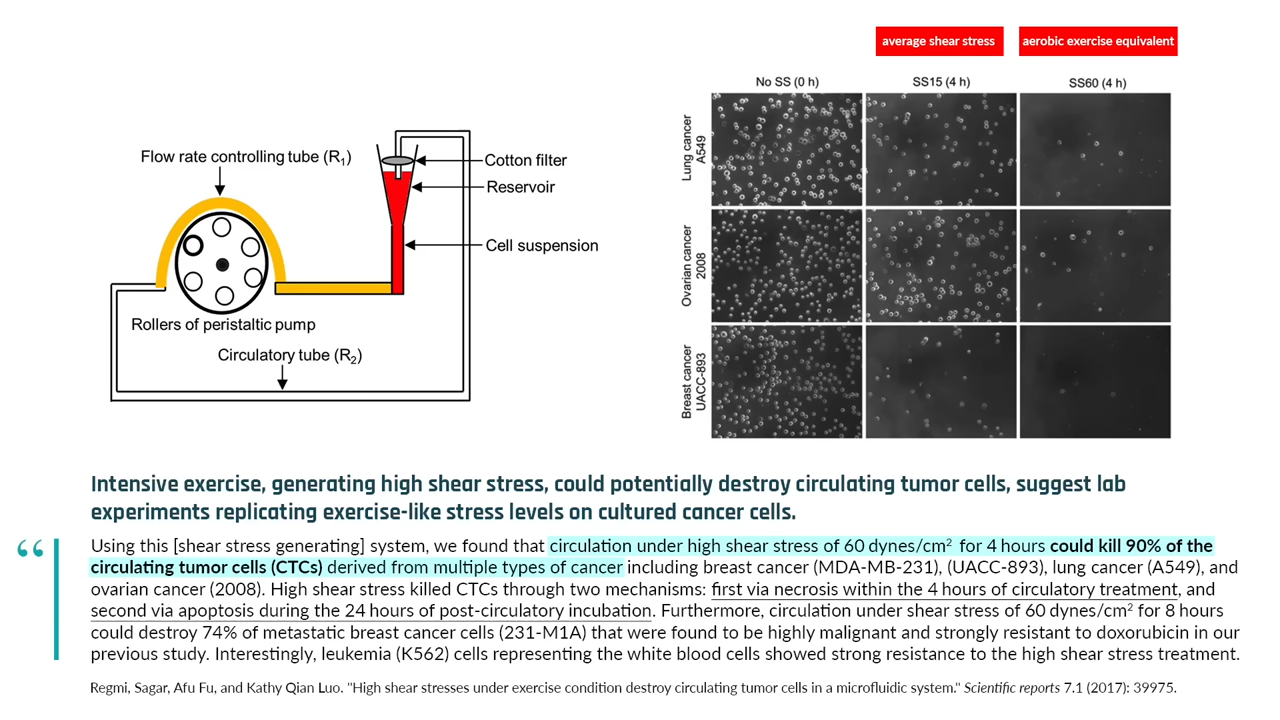 average shear stress
aerobic exercise equivalent
No SS (0 h)
SS15 (4 h)
SS60 (4 h)
Lung cancer
A549
Ovarian cancer
2008
Breast cancer
UACC-893
Flow rate controlling tube (R₁)
Cotton filter
Reservoir
Cell suspension
Rollers of peristaltic pump
Circulatory tube (R₂)
Intensive exercise, generating high shear stress, could potentially destroy circulating tumor cells, suggest lab
experiments replicating exercise-like stress levels on cultured cancer cells.
“
Using this [shear stress generating] system, we found that circulation under high shear stress of 60 dynes/cm² for 4 hours could kill 90% of the
circulating tumor cells (CTCs) derived from multiple types of cancer including breast cancer (MDA-MB-231), (UACC-893), lung cancer (A549), and
ovarian cancer (2008). High shear stress killed CTCs through two mechanisms: first via necrosis within the 4 hours of circulatory treatment, and
second via apoptosis during the 24 hours of post-circulatory incubation. Furthermore, circulation under shear stress of 60 dynes/cm² for 8 hours
could destroy 74% of metastatic breast cancer cells (231-M1A) that were found to be highly malignant and strongly resistant to doxorubicin in our
previous study. Interestingly, leukemia (K562) cells representing the white blood cells showed strong resistance to the high shear stress treatment.
Regmi, Sagar, Afu Fu, and Kathy Qian Luo. "High shear stresses under exercise condition destroy circulating tumor cells in a microfluidic system." Scientific reports 7.1 (2017): 39975.